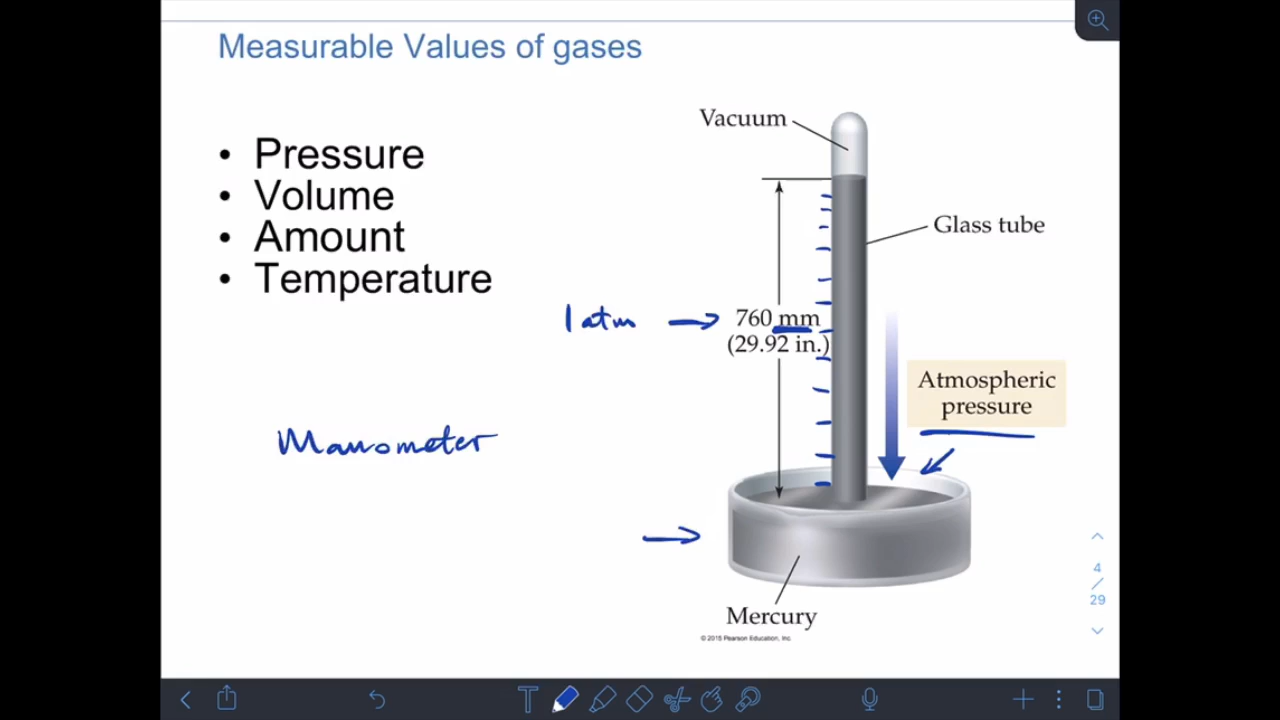 Measurable Values of gases
• Pressure
• Volume
• Amount
• Temperature
Vacuum
Glass tube
1 atm → 760 mm
(29.92 in.)
Atmospheric
pressure
Manometer
Mercury
© 2015 Pearson Education, Inc.
4
/
29